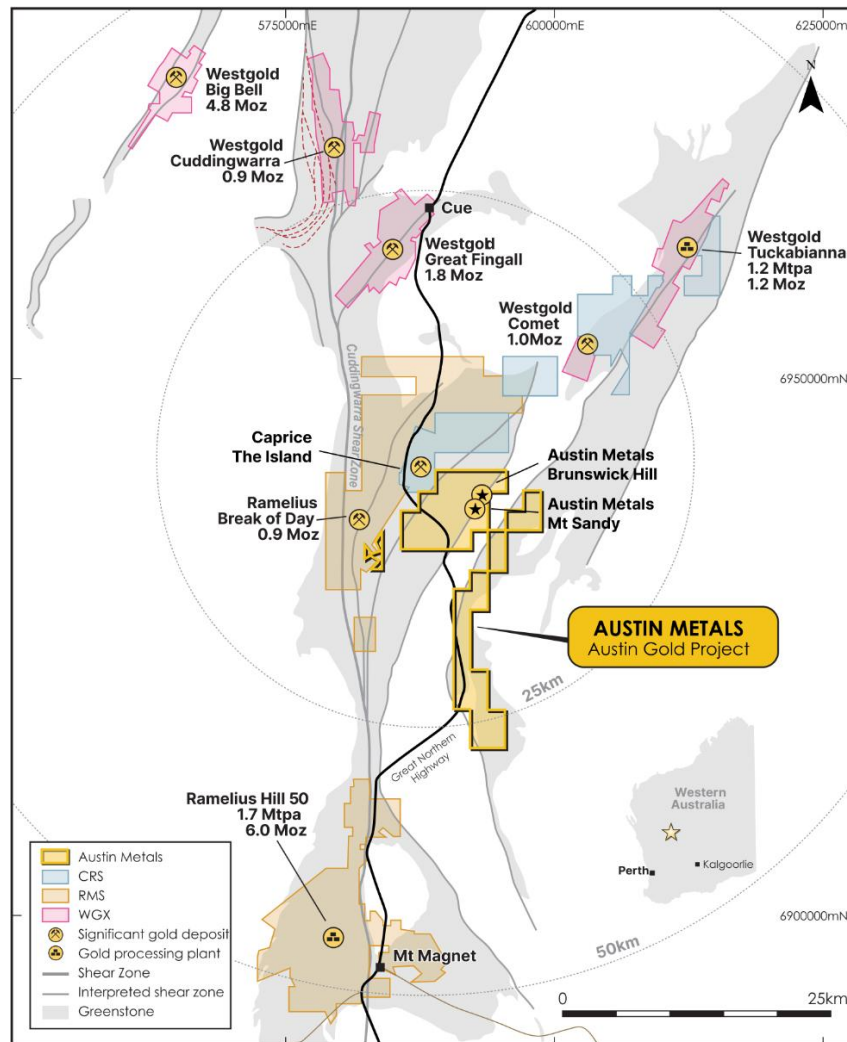 575000mE
600000mE
625000mE
Westgold
Big Bell
4.8 Moz
N
Westgold
Cuddingwarra
0.9 Moz
Cue
Westgold
Great Fingall
1.8 Moz
Westgold
Tuckabianna
1.2 Mtpa
1.2 Moz
Westgold
Comet
1.0Moz
6950000mN
Cuddingwarra Shear Zone
Caprice
The Island
Austin Metals
Brunswick Hill
Austin Metals
Mt Sandy
Ramelius
Break of Day
0.9 Moz
AUSTIN METALS
Austin Gold Project
25km
Great Northern
Highway
Ramelius Hill 50
1.7 Mtpa
6.0 Moz
Western
Australia
Perth
Kalgoorlie
Austin Metals
CRS
RMS
WGX
Significant gold deposit
Gold processing plant
Shear Zone
Interpreted shear zone
Greenstone
6900000mN
50km
Mt Magnet
0
25km
575000mE
600000mE